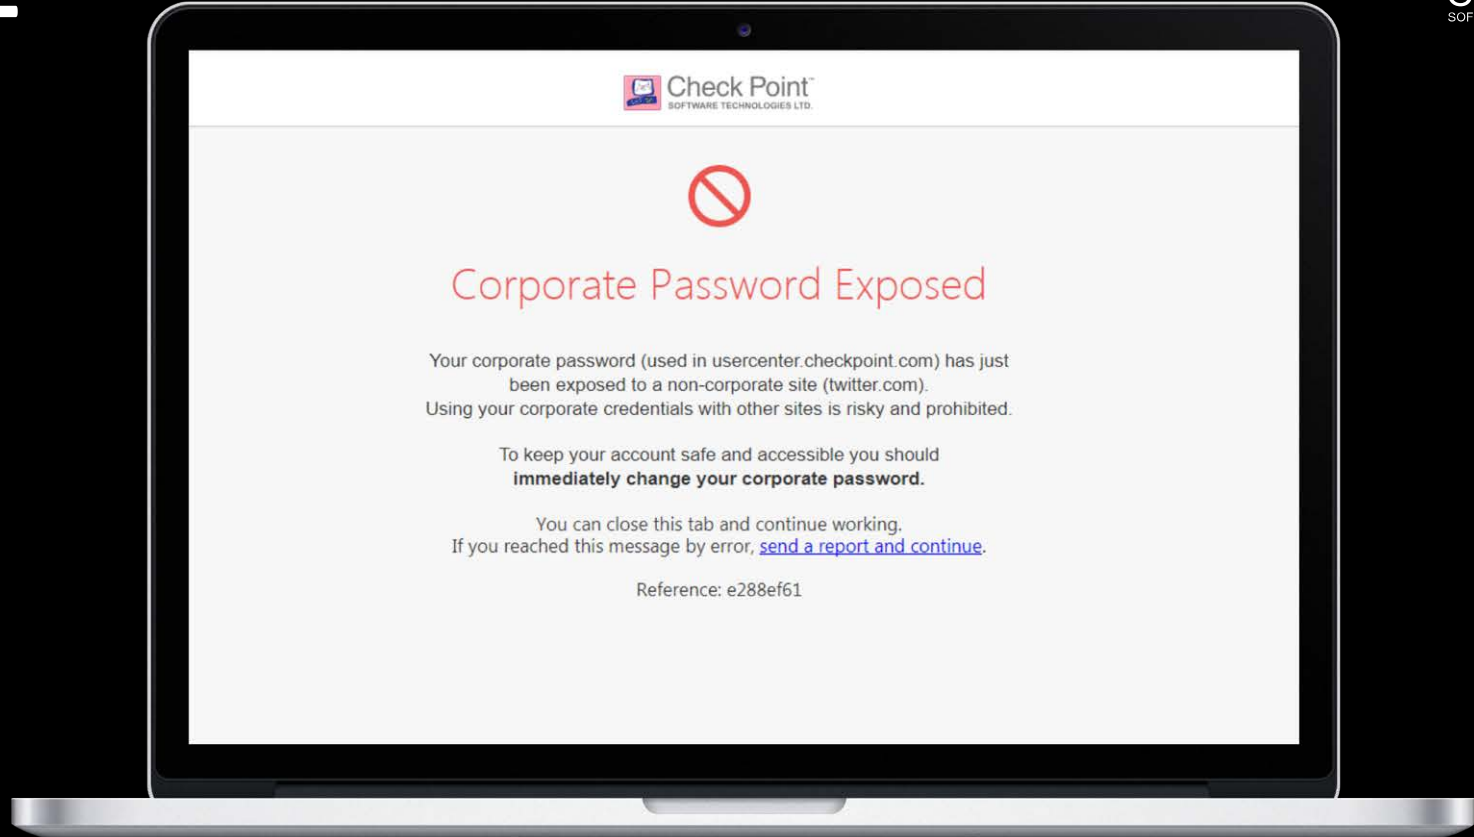 SOF
Check Point™
SOFTWARE TECHNOLOGIES LTD.
Corporate Password Exposed
Your corporate password (used in usercenter.checkpoint.com) has just
been exposed to a non-corporate site (twitter.com).
Using your corporate credentials with other sites is risky and prohibited.
To keep your account safe and accessible you should
immediately change your corporate password.
You can close this tab and continue working.
If you reached this message by error, send a report and continue.
Reference: e288ef61